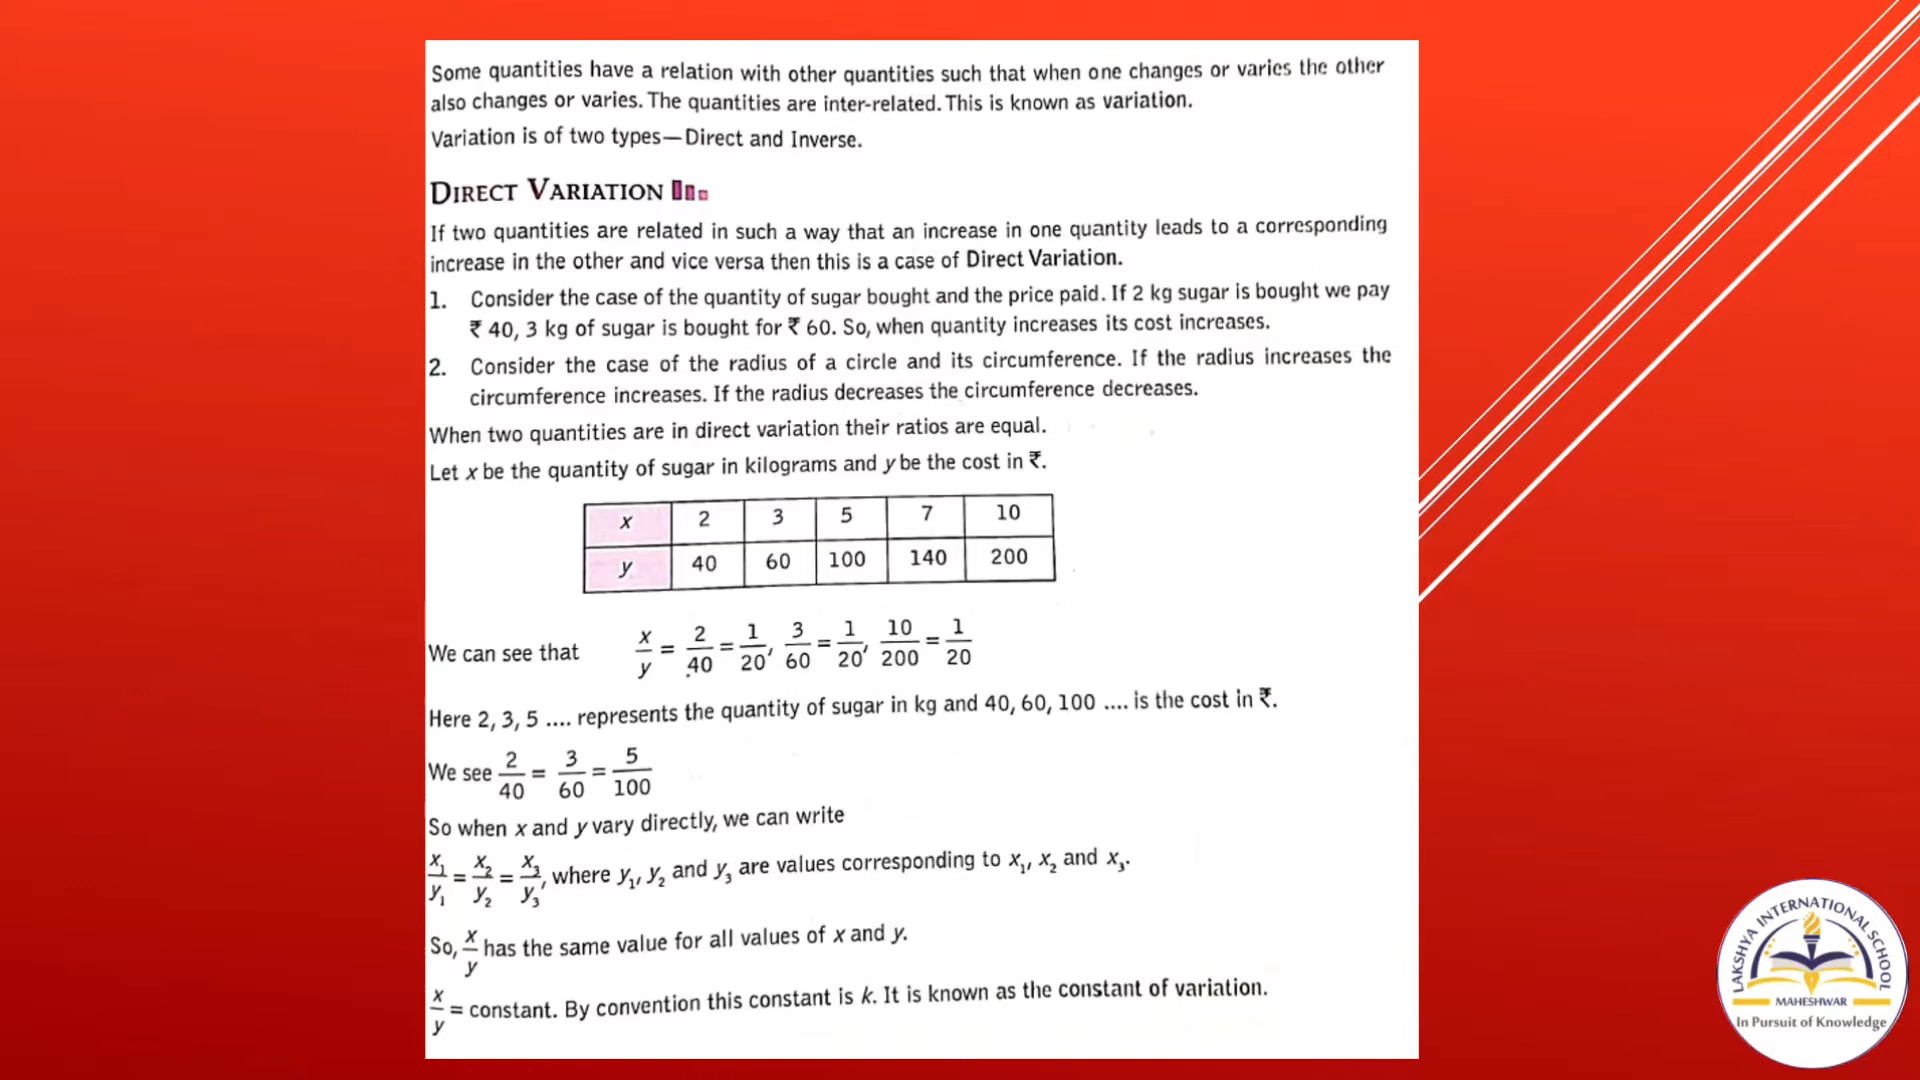 Some quantities have a relation with other quantities such that when one changes or varies the other
also changes or varies. The quantities are inter-related. This is known as variation.
Variation is of two types—Direct and Inverse.
DIRECT VARIATION
If two quantities are related in such a way that an increase in one quantity leads to a corresponding
increase in the other and vice versa then this is a case of Direct Variation.
1. Consider the case of the quantity of sugar bought and the price paid. If 2 kg sugar is bought we pay
₹ 40, 3 kg of sugar is bought for ₹ 60. So, when quantity increases its cost increases.
2. Consider the case of the radius of a circle and its circumference. If the radius increases the
circumference increases. If the radius decreases the circumference decreases.
When two quantities are in direct variation their ratios are equal.
Let x be the quantity of sugar in kilograms and y be the cost in ₹.
x 2 3 5 7 10
y 40 60 100 140 200
We can see that x/y = 2/40 = 1/20, 3/60 = 1/20, 10/200 = 1/20
Here 2, 3, 5 .... represents the quantity of sugar in kg and 40, 60, 100 .... is the cost in ₹.
We see 2/40 = 3/60 = 5/100
So when x and y vary directly, we can write
x₁/y₁ = x₂/y₂ = x₃/y₃, where y₁, y₂ and y₃ are values corresponding to x₁, x₂ and x₃.
So, x/y has the same value for all values of x and y.
x/y = constant. By convention this constant is k. It is known as the constant of variation.
LAKSHYA INTERNATIONAL SCHOOL
MAHESHWAR
In Pursuit of Knowledge